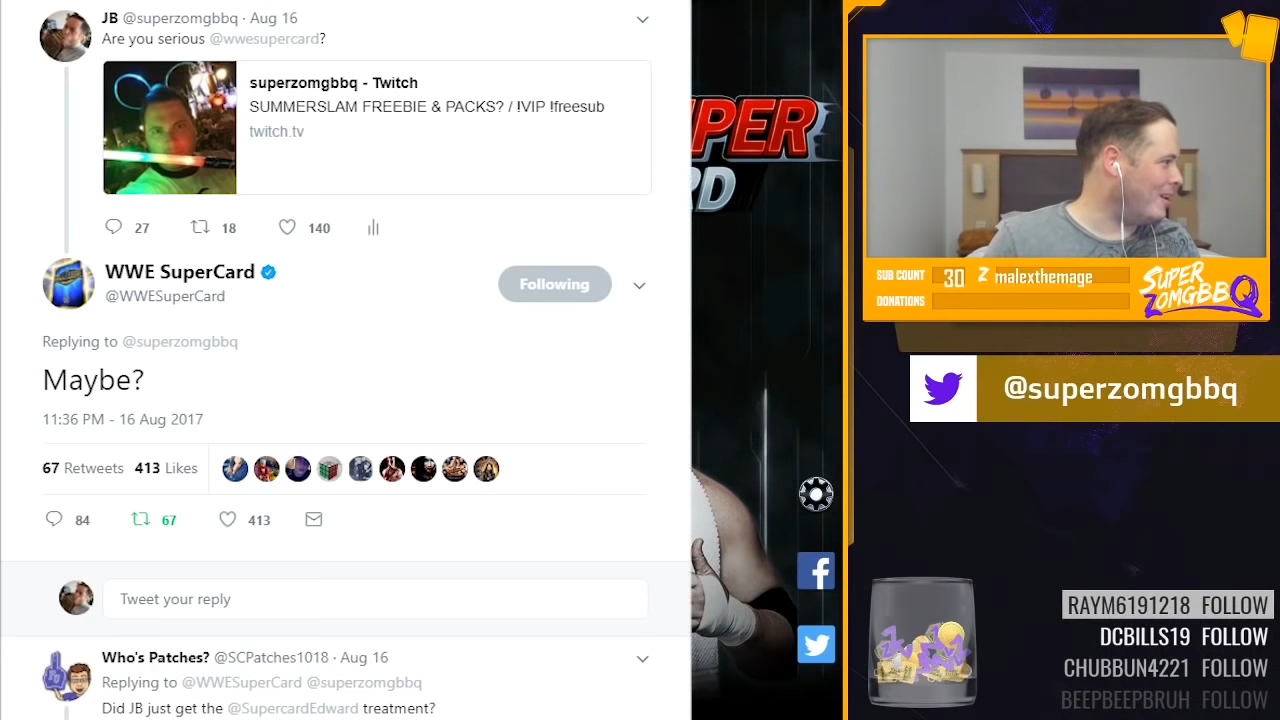 JB @superzomgbbq · Aug 16
Are you serious @wwesupercard?
superzomgbbq - Twitch
SUMMERSLAM FREEBIE & PACKS? / !VIP !freesub
twitch.tv
27 18 140
WWE SuperCard
@WWESuperCard
Following
Replying to @superzomgbbq
Maybe?
11:36 PM - 16 Aug 2017
67 Retweets 413 Likes
84 67 413
Tweet your reply
Who's Patches? @SCPatches1018 · Aug 16
Replying to @WWESuperCard @superzomgbbq
Did JB just get the @SupercardEdward treatment?
PER
RD
SUB COUNT 30 malexthemage
DONATIONS
SUPER
ZOMGBBQ
@superzomgbbq
RAYM6191218 FOLLOW
DCBILLS19 FOLLOW
CHUBBUN4221 FOLLOW
BEEPBEEPBRUH FOLLOW